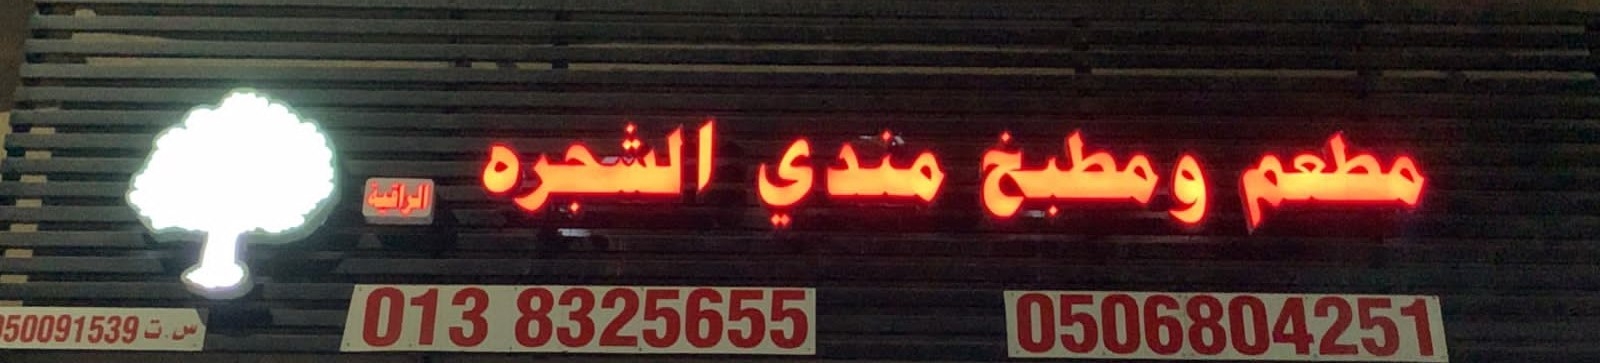 مطعم ومطبخ مندي الشجره
الراقية
0506804251
013 8325655
س.ت 050091539